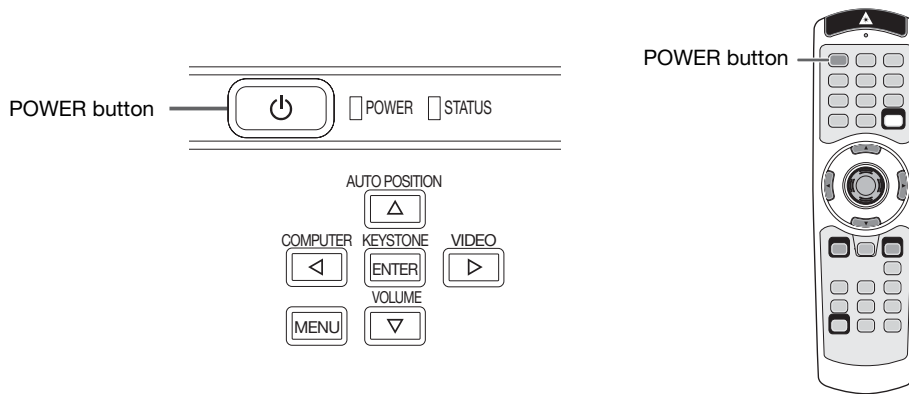 POWER button
POWER button
POWER STATUS
AUTO POSITION
COMPUTER KEYSTONE VIDEO
ENTER
VOLUME
MENU